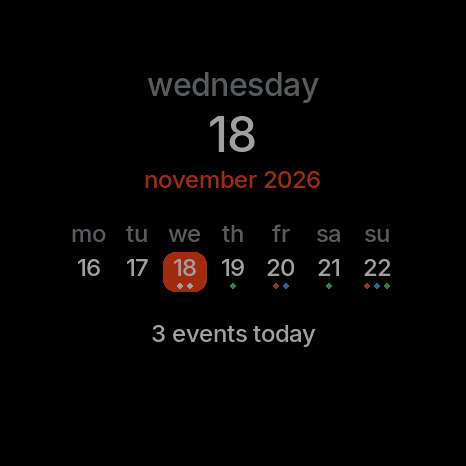 wednesday
18
november 2026
mo tu we th fr sa su
16 17 18 19 20 21 22
3 events today